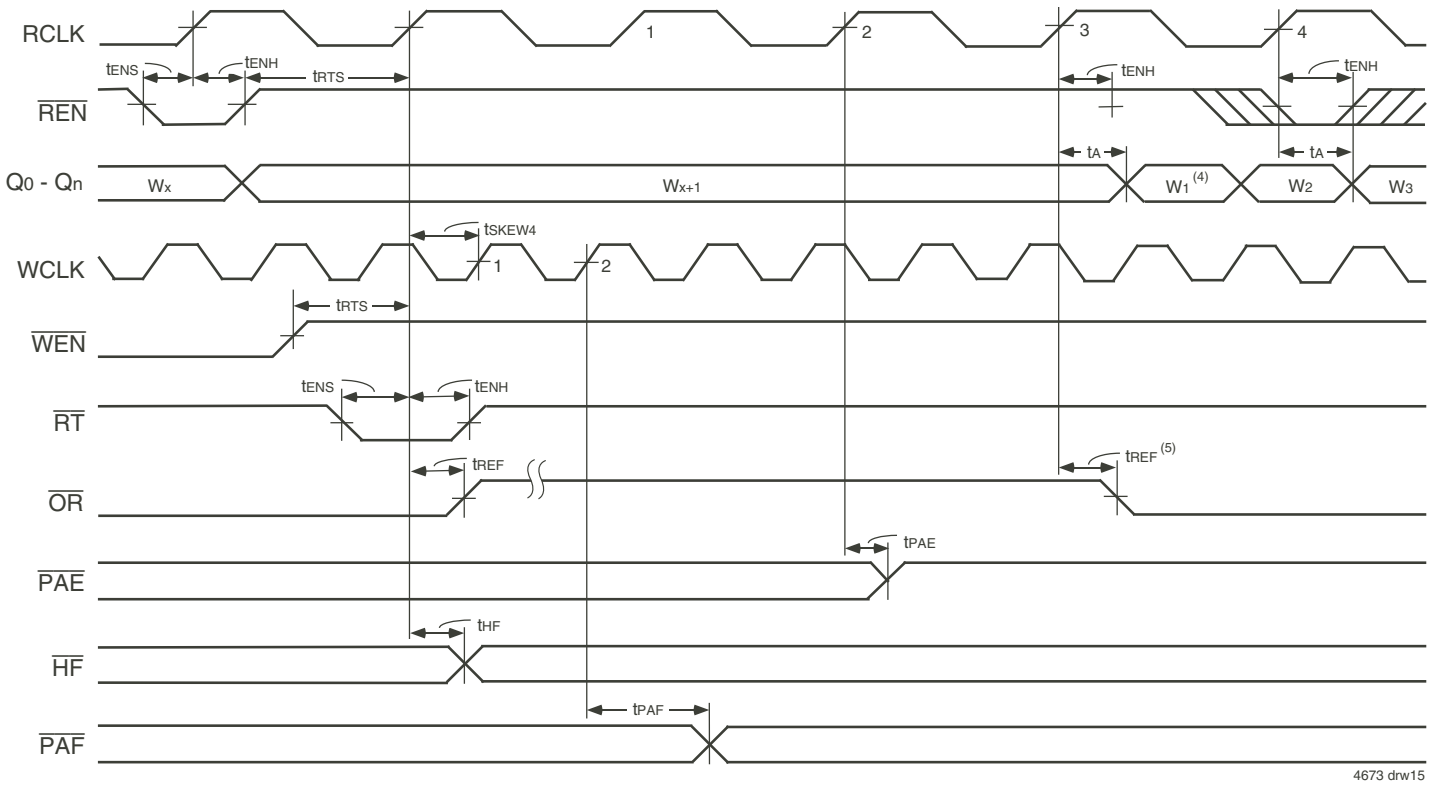 RCLK 1 2 3 4
tENS tENH tRTS tENH tENH
REN
tA tA
Q0 - Qn Wx Wx+1 W1 (4) W2 W3
tSKEW4
WCLK 1 2
tRTS
WEN
tENS tENH
RT
tREF tREF (5)
OR
tPAE
PAE
tHF
HF
tPAF
PAF
4673 drw15